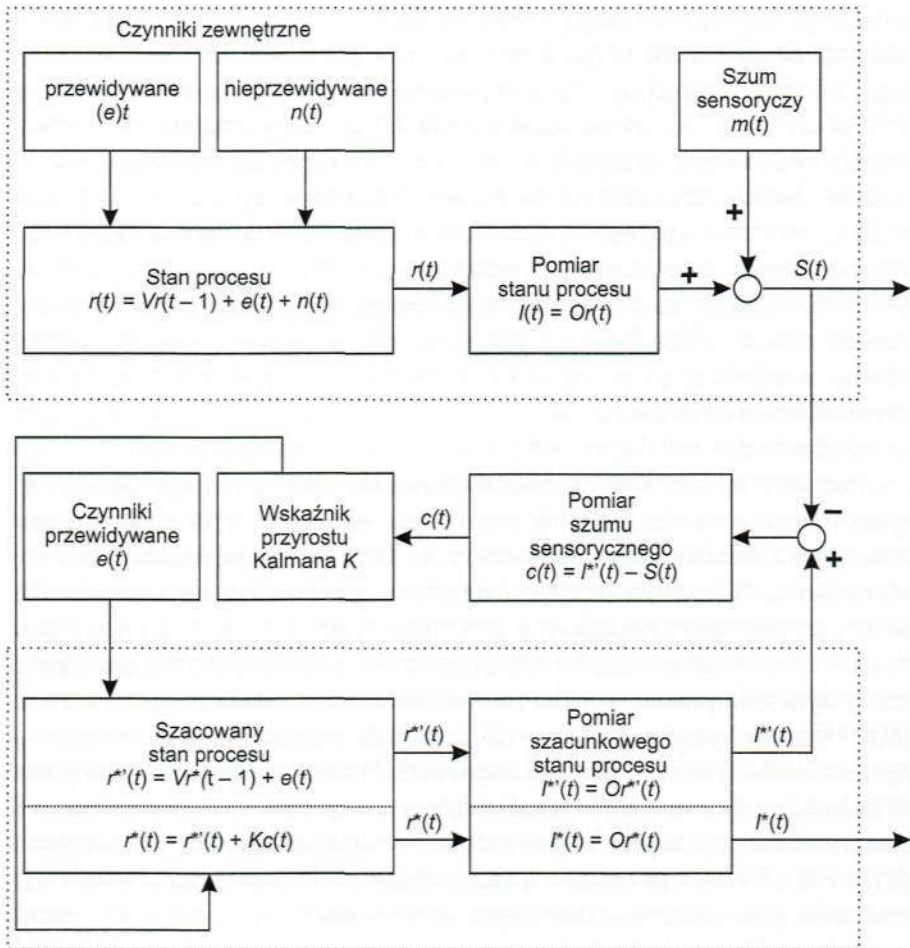 Czynniki zewnętrzne
przewidywane
(e)t
nieprzewidywane
n(t)
Szum
sensoryczy
m(t)
+
Stan procesu
r(t) = Vr(t – 1) + e(t) + n(t)
r(t)
Pomiar
stanu procesu
I(t) = Or(t)
+
S(t)
Czynniki
przewidywane
e(t)
Wskaźnik
przyrostu
Kalmana K
c(t)
Pomiar
szumu
sensorycznego
c(t) = I*'(t) – S(t)
–
+
Szacowany
stan procesu
r*'(t) = Vr*(t – 1) + e(t)
r*'(t)
Pomiar
szacunkowego
stanu procesu
I*'(t) = Or*'(t)
I*'(t)
r*(t) = r*'(t) + Kc(t)
r*(t)
I*(t) = Or*(t)
I*(t)